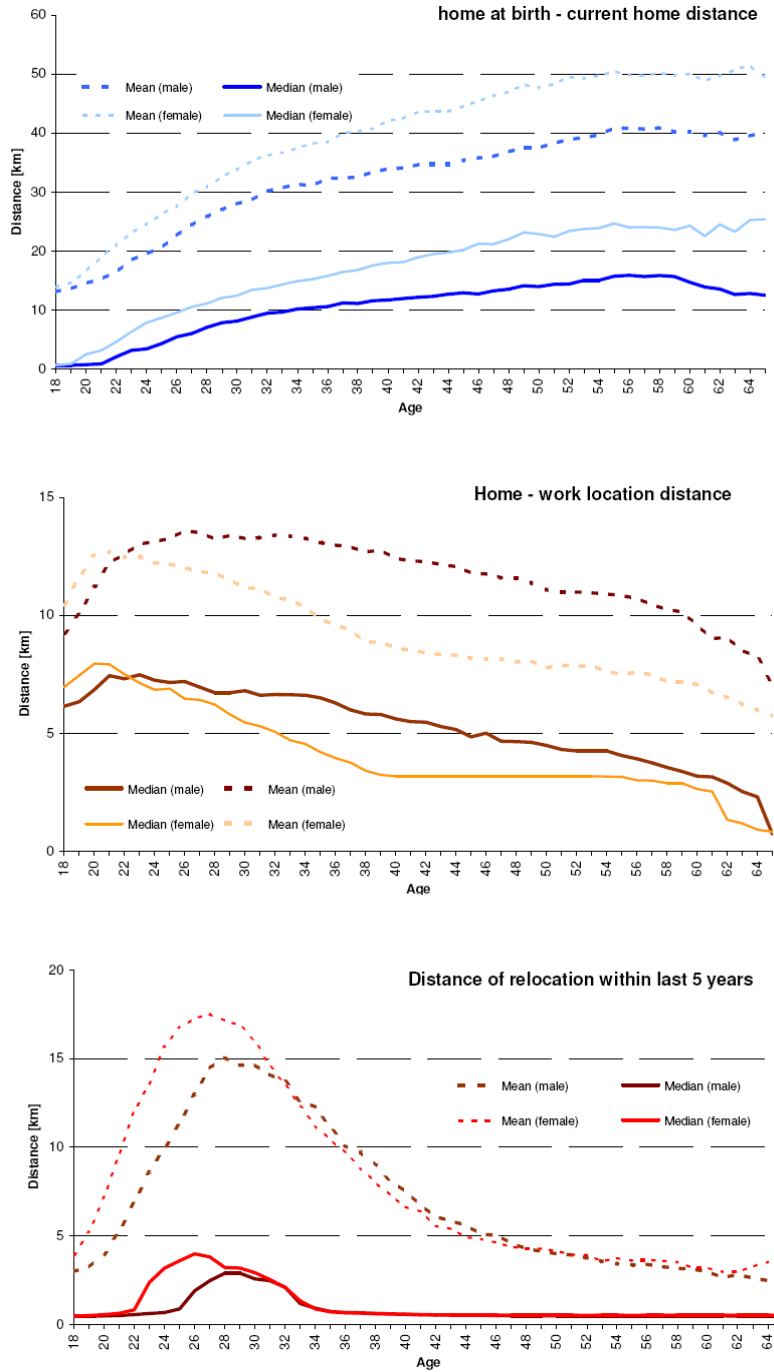 home at birth - current home distance
60
50
40
30
20
10
0
Distance [km]
Mean (male) Median (male)
Mean (female) Median (female)
18 20 22 24 26 28 30 32 34 36 38 40 42 44 46 48 50 52 54 56 58 60 62 64
Age
Home - work location distance
15
10
5
0
Distance [km]
Median (male) Mean (male)
Median (female) Mean (female)
18 20 22 24 26 28 30 32 34 36 38 40 42 44 46 48 50 52 54 56 58 60 62 64
Age
Distance of relocation within last 5 years
20
15
10
5
0
Distance [km]
Mean (male) Median (male)
Mean (female) Median (female)
18 20 22 24 26 28 30 32 34 36 38 40 42 44 46 48 50 52 54 56 58 60 62 64
Age